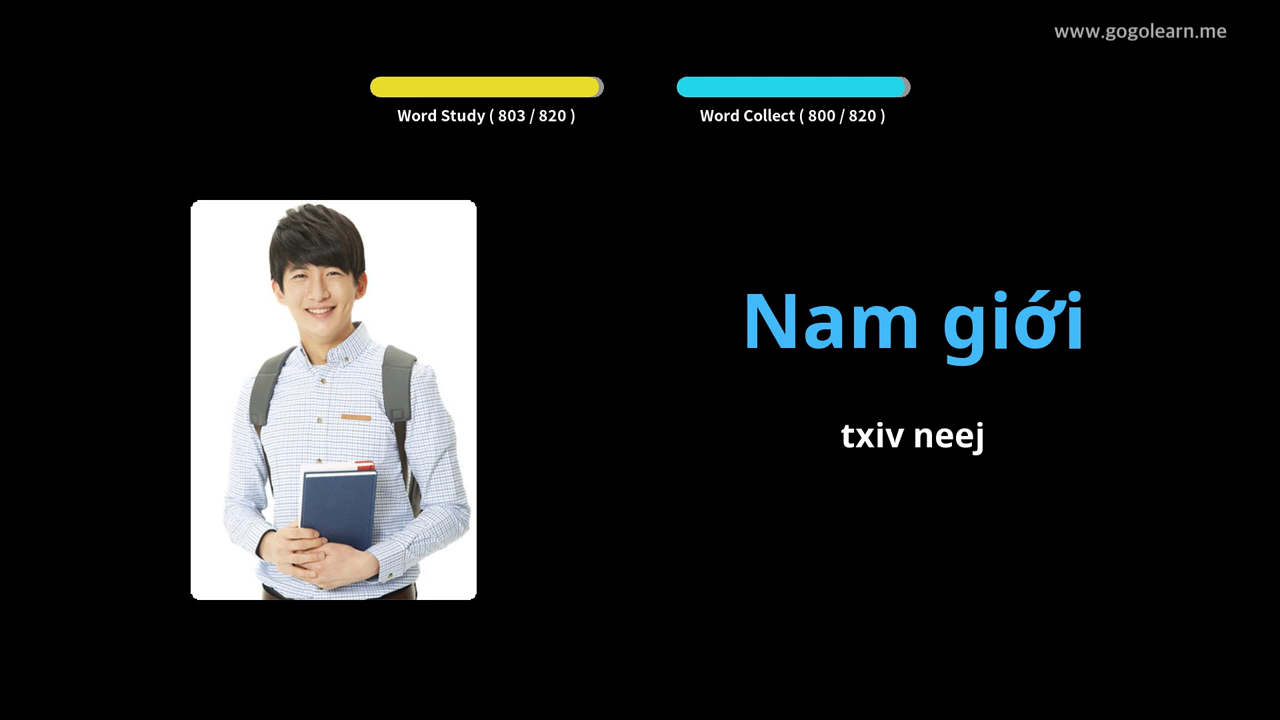 www.gogolearn.me
Word Study ( 803 / 820 )
Word Collect ( 800 / 820 )
Nam giới
txiv neej